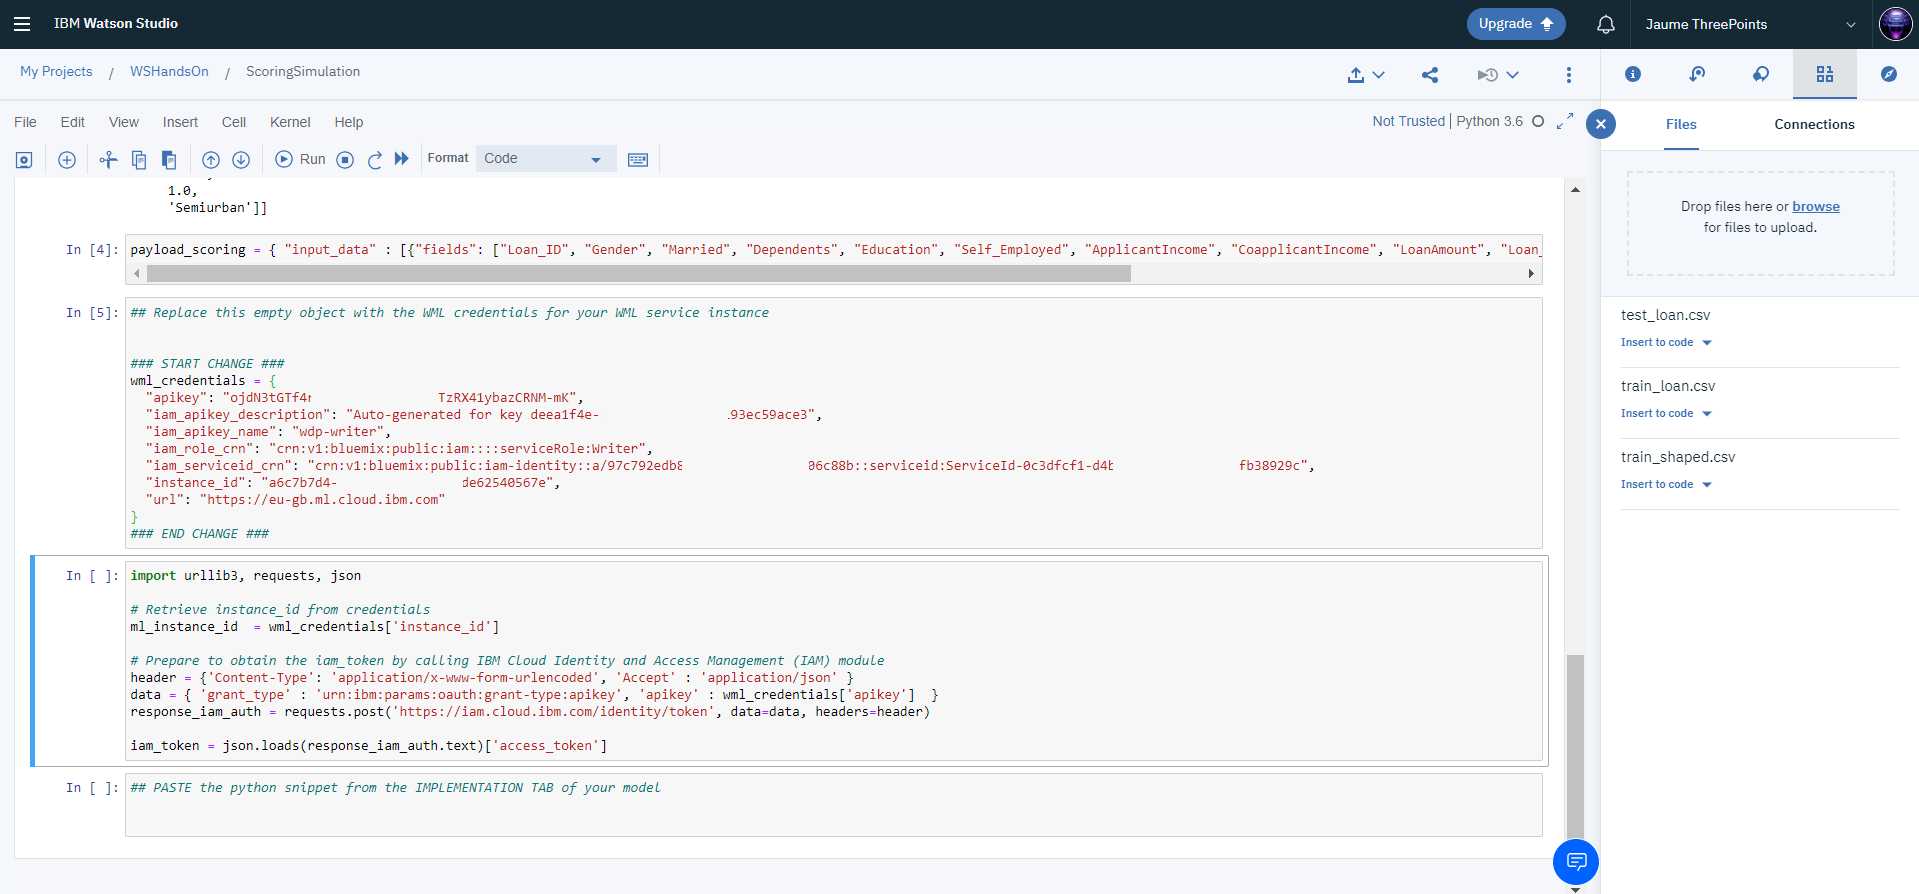 IBM Watson Studio
Upgrade
Jaume ThreePoints
My Projects / WSHandsOn / ScoringSimulation
File Edit View Insert Cell Kernel Help
Not Trusted | Python 3.6
Run
Format
Code
1.0,
'Semiurban']]
In [4]: payload_scoring = { "input_data" : [{"fields": ["Loan_ID", "Gender", "Married", "Dependents", "Education", "Self_Employed", "ApplicantIncome", "CoapplicantIncome", "LoanAmount", "Loan_
In [5]: ## Replace this empty object with the WML credentials for your WML service instance
### START CHANGE ###
wml_credentials = {
"apikey": "ojdN3tGTf4r TzRX41ybazCRNM-mK",
"iam_apikey_description": "Auto-generated for key deea1f4e- .93ec59ace3",
"iam_apikey_name": "wdp-writer",
"iam_role_crn": "crn:v1:bluemix:public:iam::::serviceRole:Writer",
"iam_serviceid_crn": "crn:v1:bluemix:public:iam-identity::a/97c792edb8 06c88b::serviceid:ServiceId-0c3dfcf1-d4b fb38929c",
"instance_id": "a6c7b7d4- de62540567e",
"url": "https://eu-gb.ml.cloud.ibm.com"
}
### END CHANGE ###
In [ ]: import urllib3, requests, json
# Retrieve instance_id from credentials
ml_instance_id = wml_credentials['instance_id']
# Prepare to obtain the iam_token by calling IBM Cloud Identity and Access Management (IAM) module
header = {'Content-Type': 'application/x-www-form-urlencoded', 'Accept' : 'application/json' }
data = { 'grant_type' : 'urn:ibm:params:oauth:grant-type:apikey', 'apikey' : wml_credentials['apikey'] }
response_iam_auth = requests.post('https://iam.cloud.ibm.com/identity/token', data=data, headers=header)
iam_token = json.loads(response_iam_auth.text)['access_token']
In [ ]: ## PASTE the python snippet from the IMPLEMENTATION TAB of your model
Files
Connections
Drop files here or browse
for files to upload.
test_loan.csv
Insert to code
train_loan.csv
Insert to code
train_shaped.csv
Insert to code